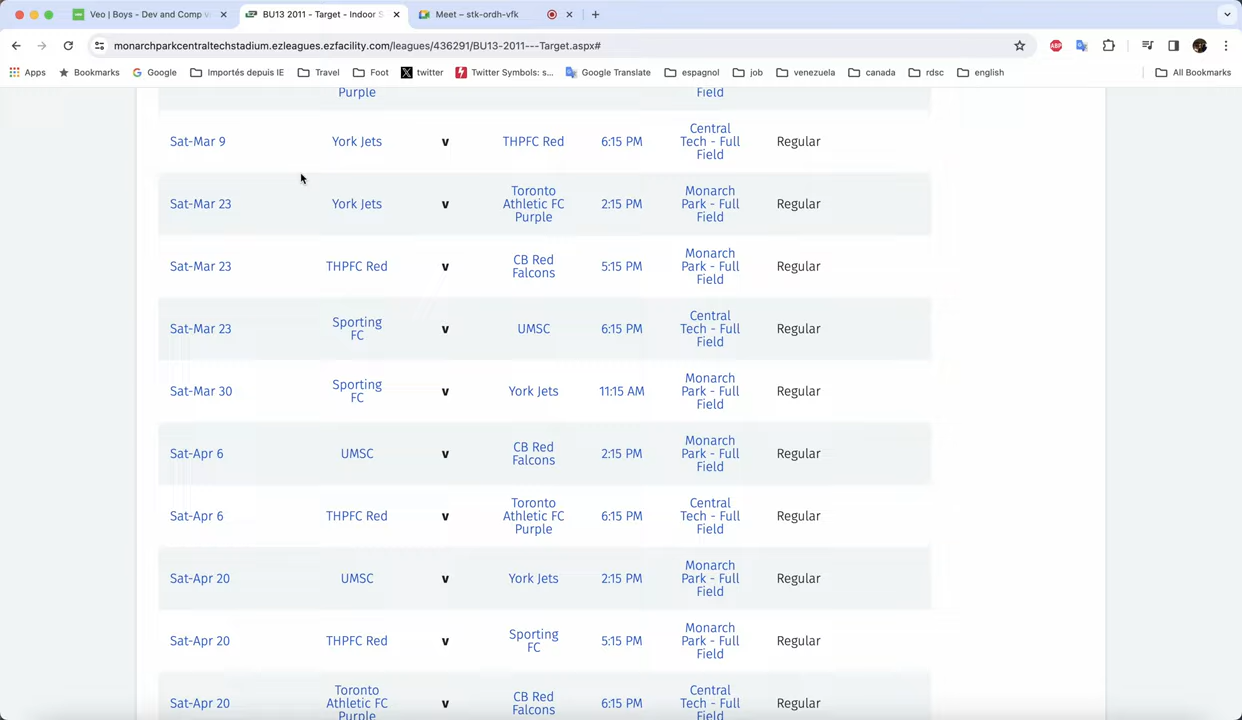 Veo | Boys - Dev and Comp
BU13 2011 - Target - Indoor S
Meet – stk-ordh-vfk
monarchparkcentraltechstadium.ezleagues.ezfacility.com/leagues/436291/BU13-2011---Target.aspx#
ABP
Apps Bookmarks Google Importés depuis IE Travel Foot twitter Twitter Symbols: s... Google Translate espagnol job venezuela canada rdsc english All Bookmarks
Purple Field
Sat-Mar 9 York Jets v THPFC Red 6:15 PM Central Tech - Full Field Regular
Sat-Mar 23 York Jets v Toronto Athletic FC Purple 2:15 PM Monarch Park - Full Field Regular
Sat-Mar 23 THPFC Red v CB Red Falcons 5:15 PM Monarch Park - Full Field Regular
Sat-Mar 23 Sporting FC v UMSC 6:15 PM Central Tech - Full Field Regular
Sat-Mar 30 Sporting FC v York Jets 11:15 AM Monarch Park - Full Field Regular
Sat-Apr 6 UMSC v CB Red Falcons 2:15 PM Monarch Park - Full Field Regular
Sat-Apr 6 THPFC Red v Toronto Athletic FC Purple 6:15 PM Central Tech - Full Field Regular
Sat-Apr 20 UMSC v York Jets 2:15 PM Monarch Park - Full Field Regular
Sat-Apr 20 THPFC Red v Sporting FC 5:15 PM Monarch Park - Full Field Regular
Sat-Apr 20 Toronto Athletic FC Purple v CB Red Falcons 6:15 PM Central Tech - Full Field Regular